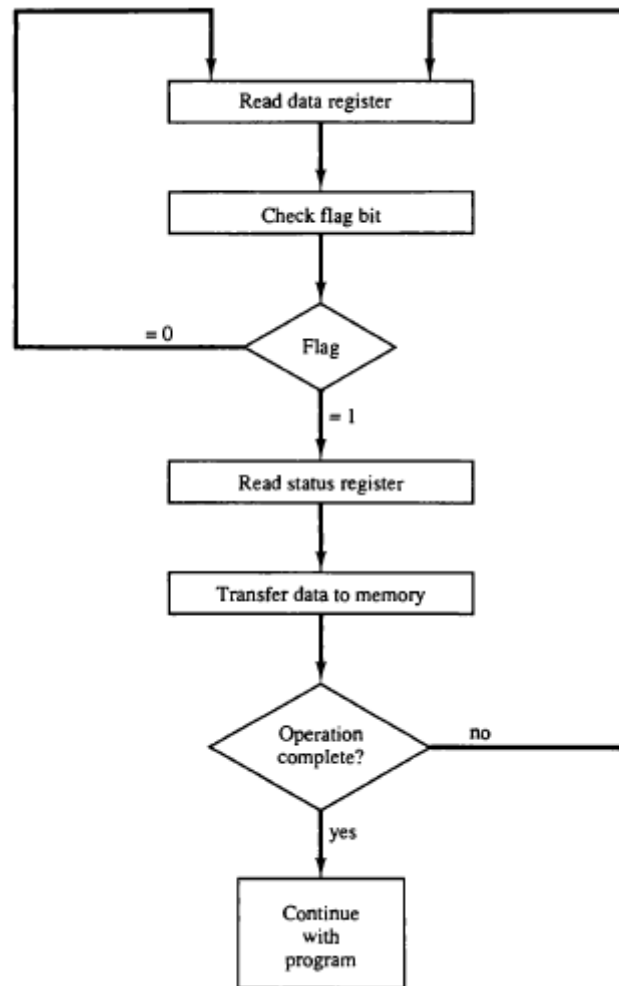 Read data register
Check flag bit
= 0
Flag
= 1
Read status register
Transfer data to memory
Operation
complete?
no
yes
Continue
with
program